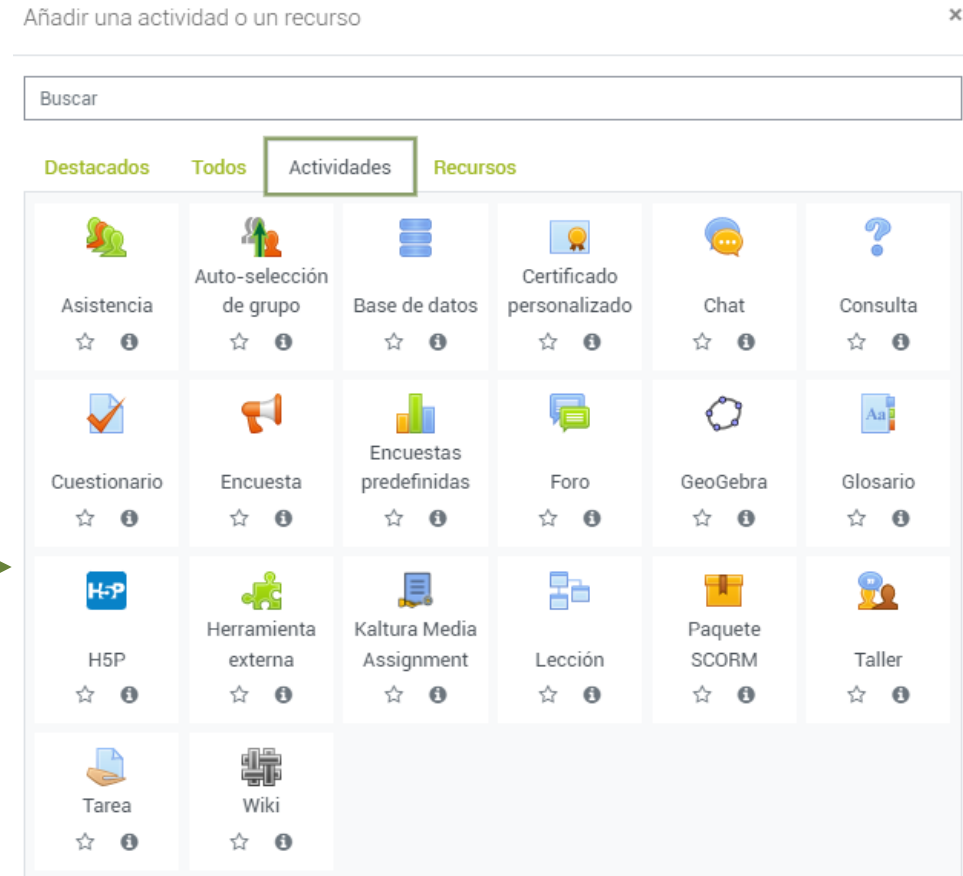 Añadir una actividad o un recurso
×
Buscar
Destacados Todos Actividades Recursos
Asistencia
Auto-selección
de grupo
Base de datos
Certificado
personalizado
Chat
Consulta
Cuestionario
Encuesta
Encuestas
predefinidas
Foro
GeoGebra
Aa
Glosario
H5P
H5P
Herramienta
externa
Kaltura Media
Assignment
Lección
Paquete
SCORM
Taller
Tarea
Wiki